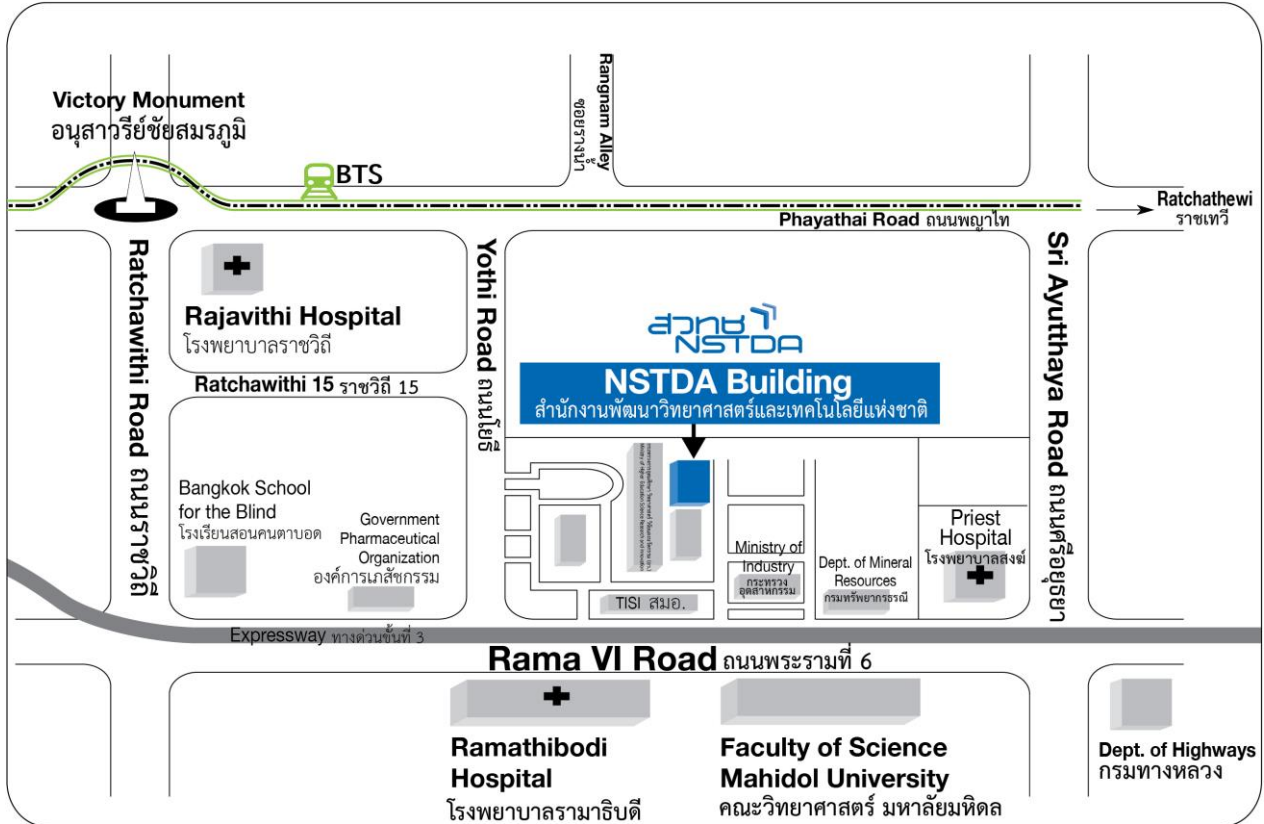 Victory Monument
อนุสาวรีย์ชัยสมรภูมิ
BTS
Rangnam Alley
ซอยรางน้ำ
Phayathai Road ถนนพญาไท
Ratchathewi
ราชเทวี
Ratchawithi Road ถนนราชวิถี
Rajavithi Hospital
โรงพยาบาลราชวิถี
Ratchawithi 15 ราชวิถี 15
Yothi Road ถนนโยธี
สวทช
NSTDA
NSTDA Building
สำนักงานพัฒนาวิทยาศาสตร์และเทคโนโลยีแห่งชาติ
Sri Ayutthaya Road ถนนศรีอยุธยา
Bangkok School
for the Blind
โรงเรียนสอนคนตาบอด
Government
Pharmaceutical
Organization
องค์การเภสัชกรรม
Ministry of Higher Education Science Research and Innovation
Ministry of
Industry
กระทรวง
อุตสาหกรรม
Dept. of Mineral
Resources
กรมทรัพยากรธรณี
Priest
Hospital
โรงพยาบาลสงฆ์
TISI สมอ.
Expressway ทางด่วนขั้นที่ 3
Rama VI Road ถนนพระรามที่ 6
Ramathibodi
Hospital
โรงพยาบาลรามาธิบดี
Faculty of Science
Mahidol University
คณะวิทยาศาสตร์ มหาลัยมหิดล
Dept. of Highways
กรมทางหลวง